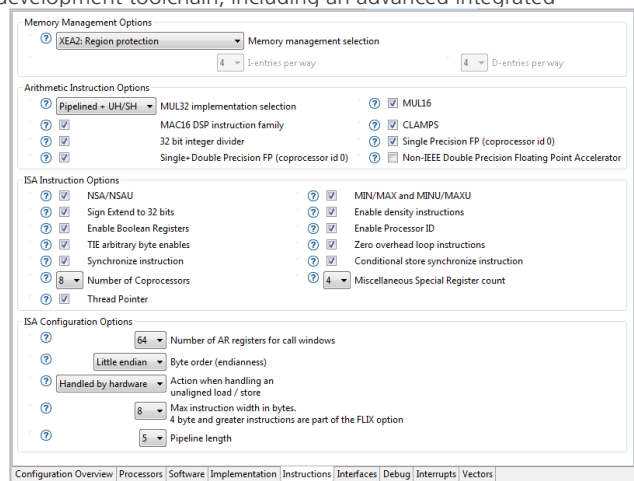 development toolchain, including an advanced integrated
Memory Management Options
XEA2: Region protection Memory management selection
4 I-entries per way 4 D-entries per way
Arithmetic Instruction Options
Pipelined + UH/SH MUL32 implementation selection MUL16
MAC16 DSP instruction family CLAMPS
32 bit integer divider Single Precision FP (coprocessor id 0)
Single+Double Precision FP (coprocessor id 0) Non-IEEE Double Precision Floating Point Accelerator
ISA Instruction Options
NSA/NSAU MIN/MAX and MINU/MAXU
Sign Extend to 32 bits Enable density instructions
Enable Boolean Registers Enable Processor ID
TIE arbitrary byte enables Zero overhead loop instructions
Synchronize instruction Conditional store synchronize instruction
8 Number of Coprocessors 4 Miscellaneous Special Register count
Thread Pointer
ISA Configuration Options
64 Number of AR registers for call windows
Little endian Byte order (endianness)
Handled by hardware Action when handling an
unaligned load / store
8 Max instruction width in bytes.
4 byte and greater instructions are part of the FLIX option
5 Pipeline length
Configuration Overview Processors Software Implementation Instructions Interfaces Debug Interrupts Vectors